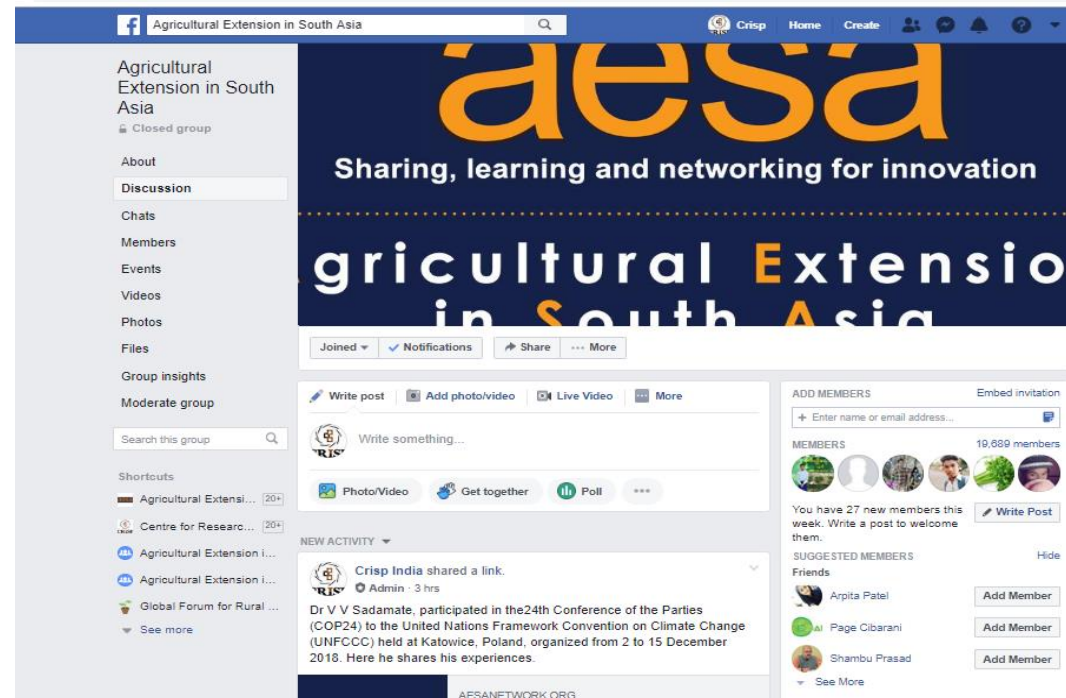 Agricultural Extension in South Asia
Crisp
Home
Create
Agricultural
Extension in South
Asia
Closed group
About
Discussion
Chats
Members
Events
Videos
Photos
Files
Group insights
Moderate group
Search this group
Shortcuts
Agricultural Extensi... 20+
Centre for Researc... 20+
Agricultural Extension i...
Agricultural Extension i...
Global Forum for Rural ...
See more
aesa
Sharing, learning and networking for innovation
gricultural Extensio
in South Asia
Joined
Notifications
Share
More
Write post
Add photo/video
Live Video
More
Write something...
Photo/Video
Get together
Poll
NEW ACTIVITY
Crisp India shared a link.
Admin · 3 hrs
Dr V V Sadamate, participated in the24th Conference of the Parties
(COP24) to the United Nations Framework Convention on Climate Change
(UNFCCC) held at Katowice, Poland, organized from 2 to 15 December
2018. Here he shares his experiences.
AESANETWORK.ORG
ADD MEMBERS
Embed invitation
+ Enter name or email address...
MEMBERS
19,689 members
You have 27 new members this
week. Write a post to welcome
them.
Write Post
SUGGESTED MEMBERS
Hide
Friends
Arpita Patel
Add Member
Page Cibarani
Add Member
Shambu Prasad
Add Member
See More